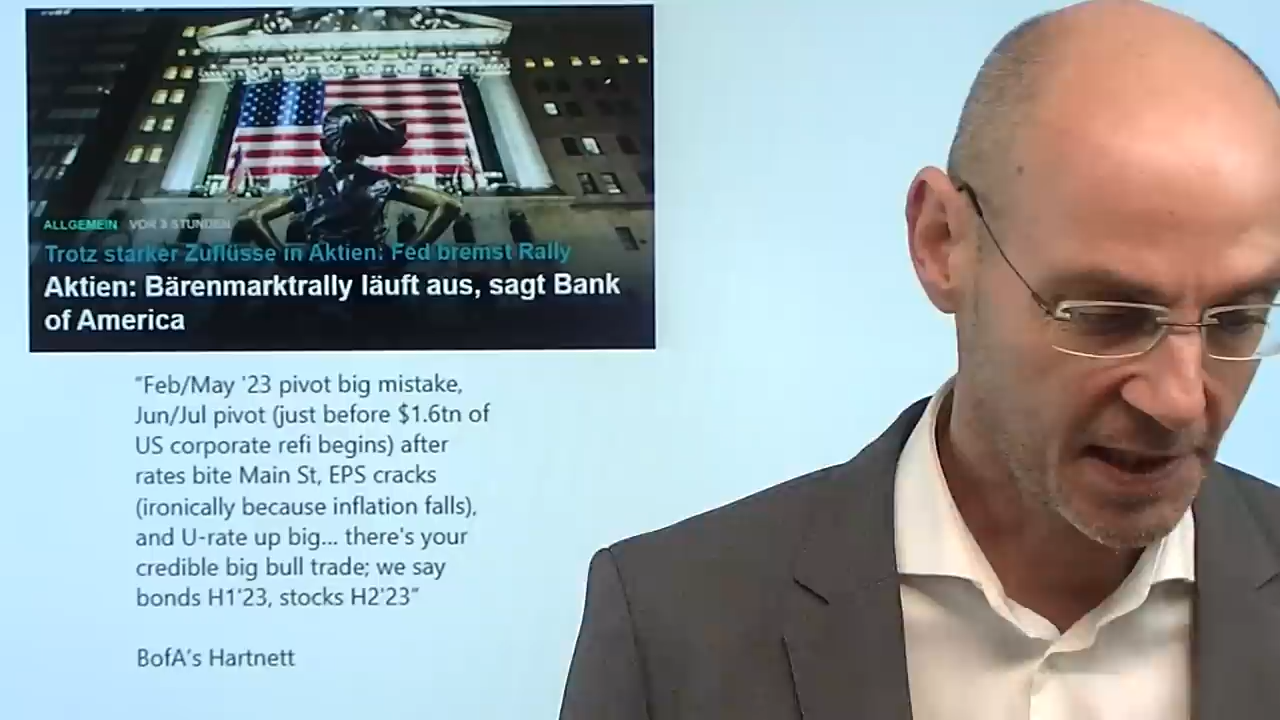 ALLGEMEIN VOR 3 STUNDEN
Trotz starker Zuflüsse in Aktien: Fed bremst Rally
Aktien: Bärenmarktrally läuft aus, sagt Bank
of America
"Feb/May '23 pivot big mistake,
Jun/Jul pivot (just before $1.6tn of
US corporate refi begins) after
rates bite Main St, EPS cracks
(ironically because inflation falls),
and U-rate up big... there's your
credible big bull trade; we say
bonds H1'23, stocks H2'23"
BofA's Hartnett